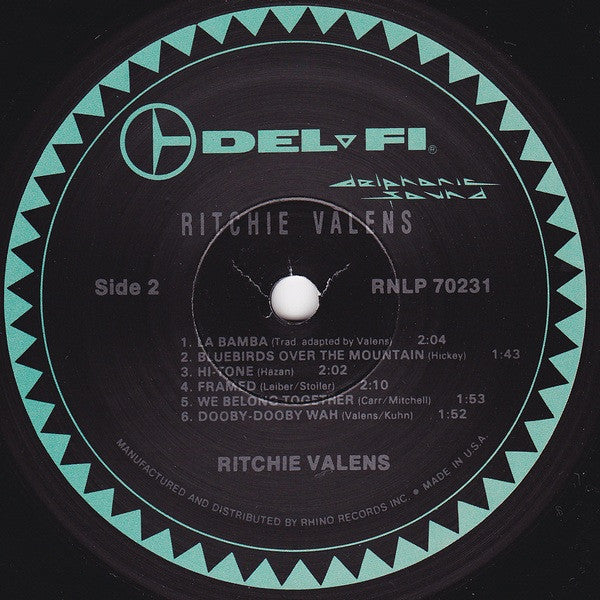 DEL▿FI®
delphonic
sound
RITCHIE VALENS
Side 2
RNLP 70231
1. LA BAMBA (Trad. adapted by Valens) 2:04
2. BLUEBIRDS OVER THE MOUNTAIN (Hickey) 1:43
3. HI-TONE (Hazan) 2:02
4. FRAMED (Leiber/Stoller) 2:10
5. WE BELONG TOGETHER (Carr/Mitchell) 1:53
6. DOOBY-DOOBY WAH (Valens/Kuhn) 1:52
RITCHIE VALENS
MANUFACTURED AND DISTRIBUTED BY RHINO RECORDS INC. • MADE IN U.S.A.